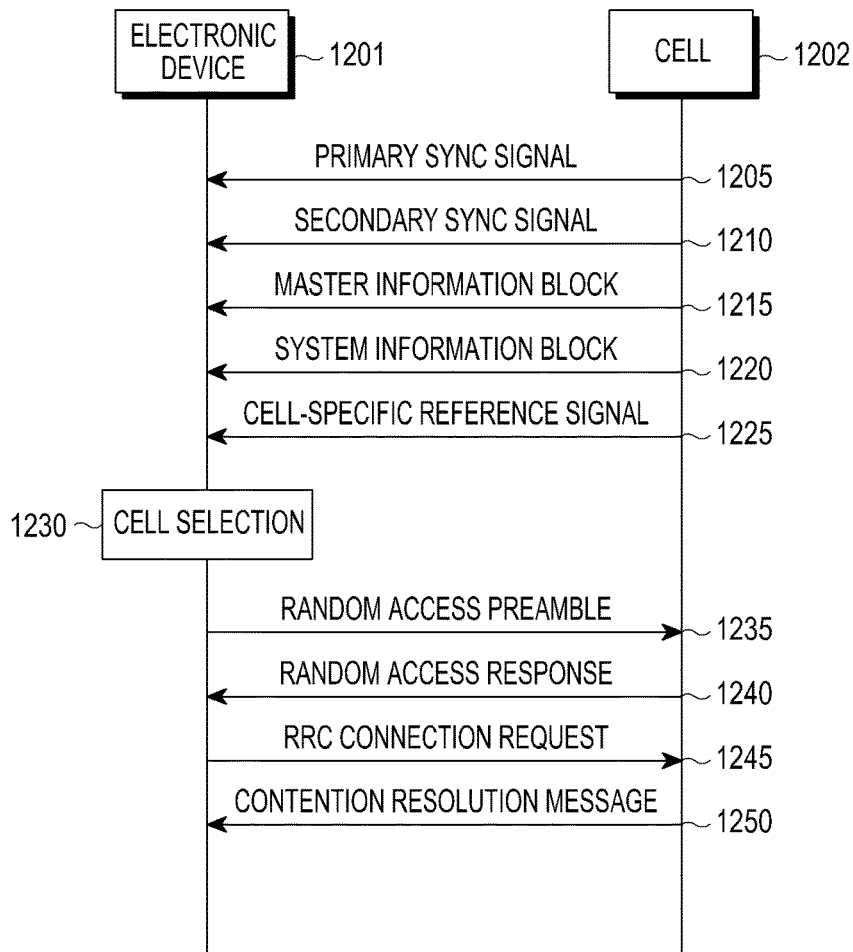 ELECTRONIC
DEVICE
1201
CELL
1202
PRIMARY SYNC SIGNAL
1205
SECONDARY SYNC SIGNAL
1210
MASTER INFORMATION BLOCK
1215
SYSTEM INFORMATION BLOCK
1220
CELL-SPECIFIC REFERENCE SIGNAL
1225
1230
CELL SELECTION
RANDOM ACCESS PREAMBLE
1235
RANDOM ACCESS RESPONSE
1240
RRC CONNECTION REQUEST
1245
CONTENTION RESOLUTION MESSAGE
1250